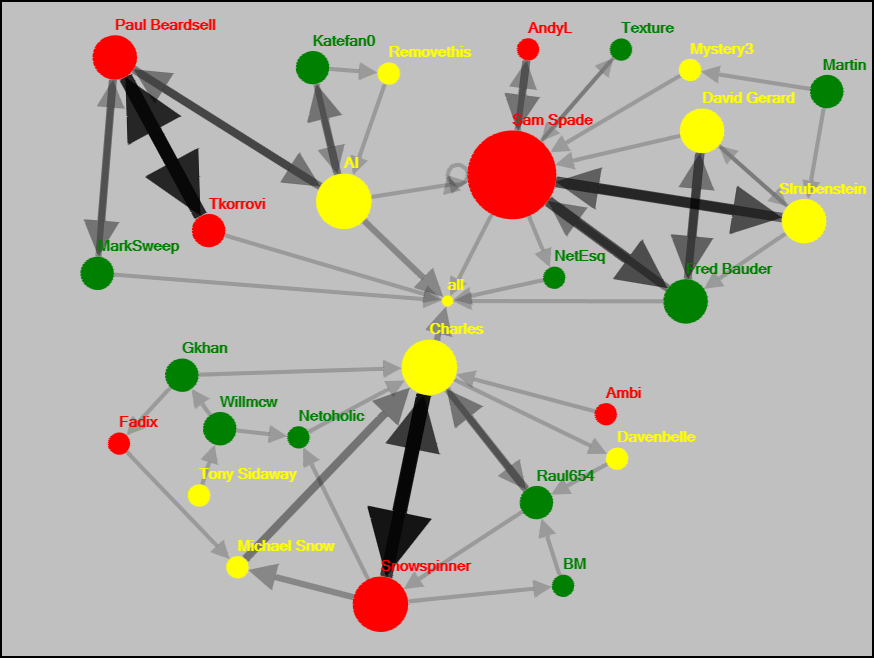 Paul Beardsell
AndyL
Texture
Katefan0
Removethis
Mystery3
Martin
David Gerard
Sam Spade
AI
Slrubenstein
Tkorrovi
MarkSweep
NetEsq
Fred Bauder
all
Charles
Gkhan
Willmcw
Netoholic
Ambi
Fadix
Davenbelle
Tony Sidaway
Raul654
Michael Snow
Snowspinner
BM